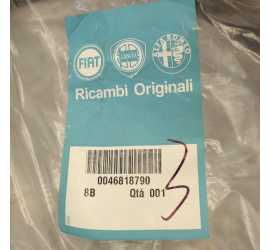 FIAT LANCIA ALFA ROMEO
Ricambi Originali
0046818790
8B Qtà 001
3